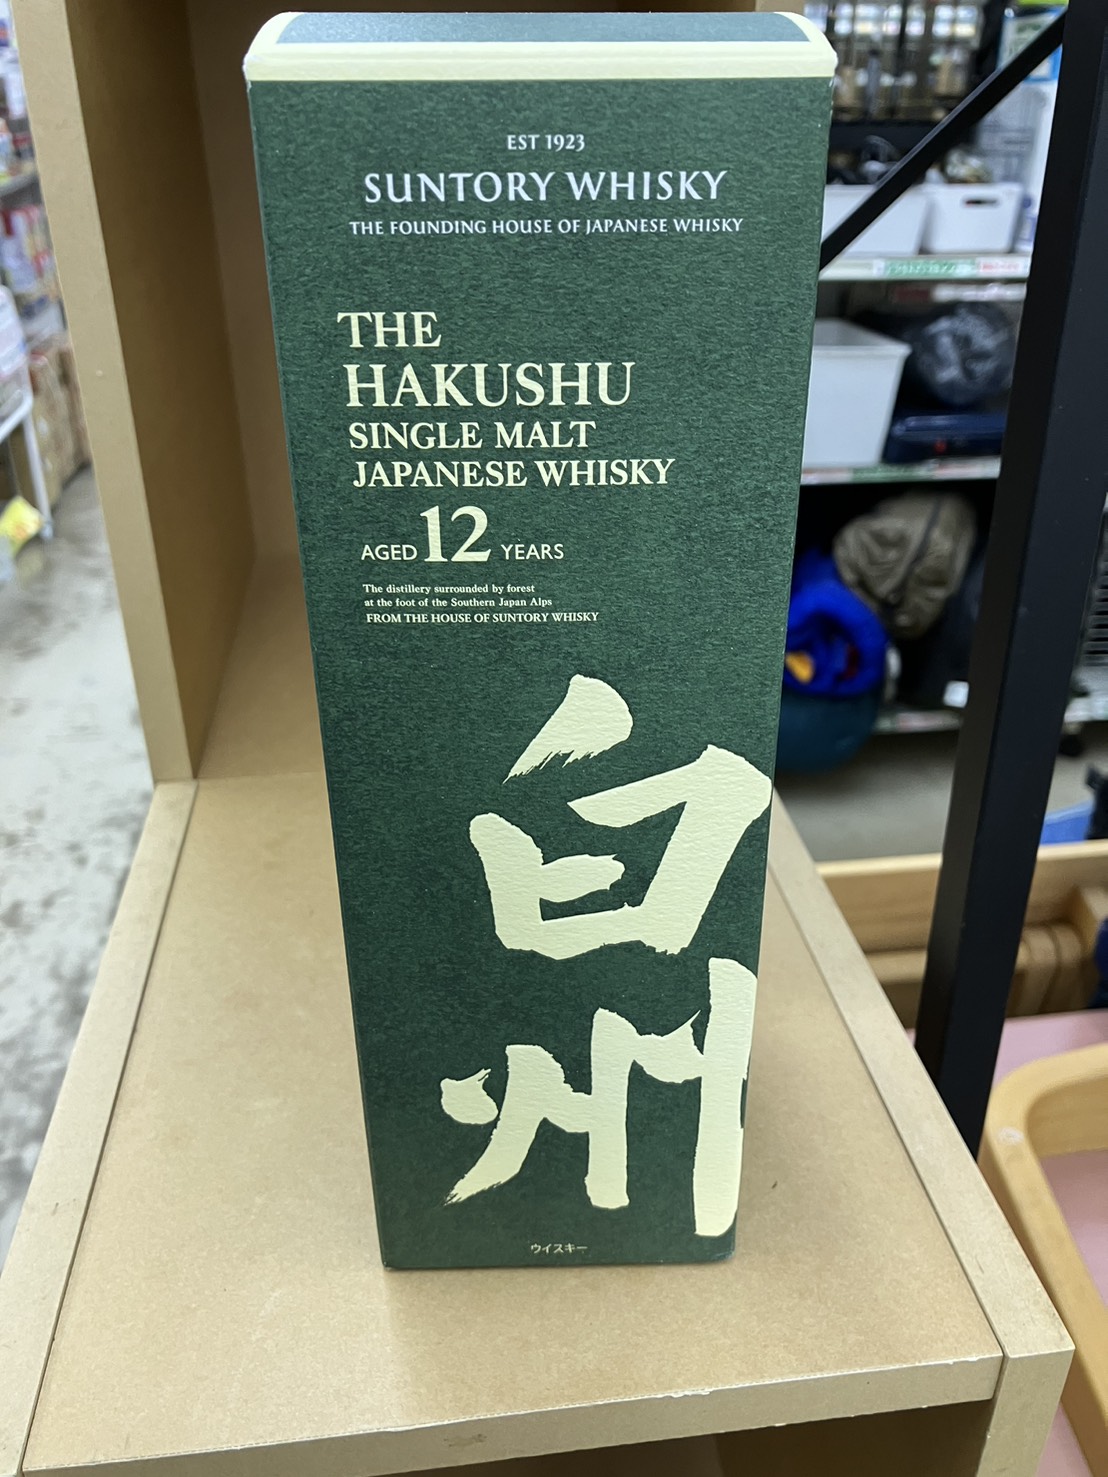 EST 1923
SUNTORY WHISKY
THE FOUNDING HOUSE OF JAPANESE WHISKY
THE
HAKUSHU
SINGLE MALT
JAPANESE WHISKY
AGED 12 YEARS
The distillery surrounded by forest
at the foot of the Southern Japan Alps
FROM THE HOUSE OF SUNTORY WHISKY
白州
ウイスキー